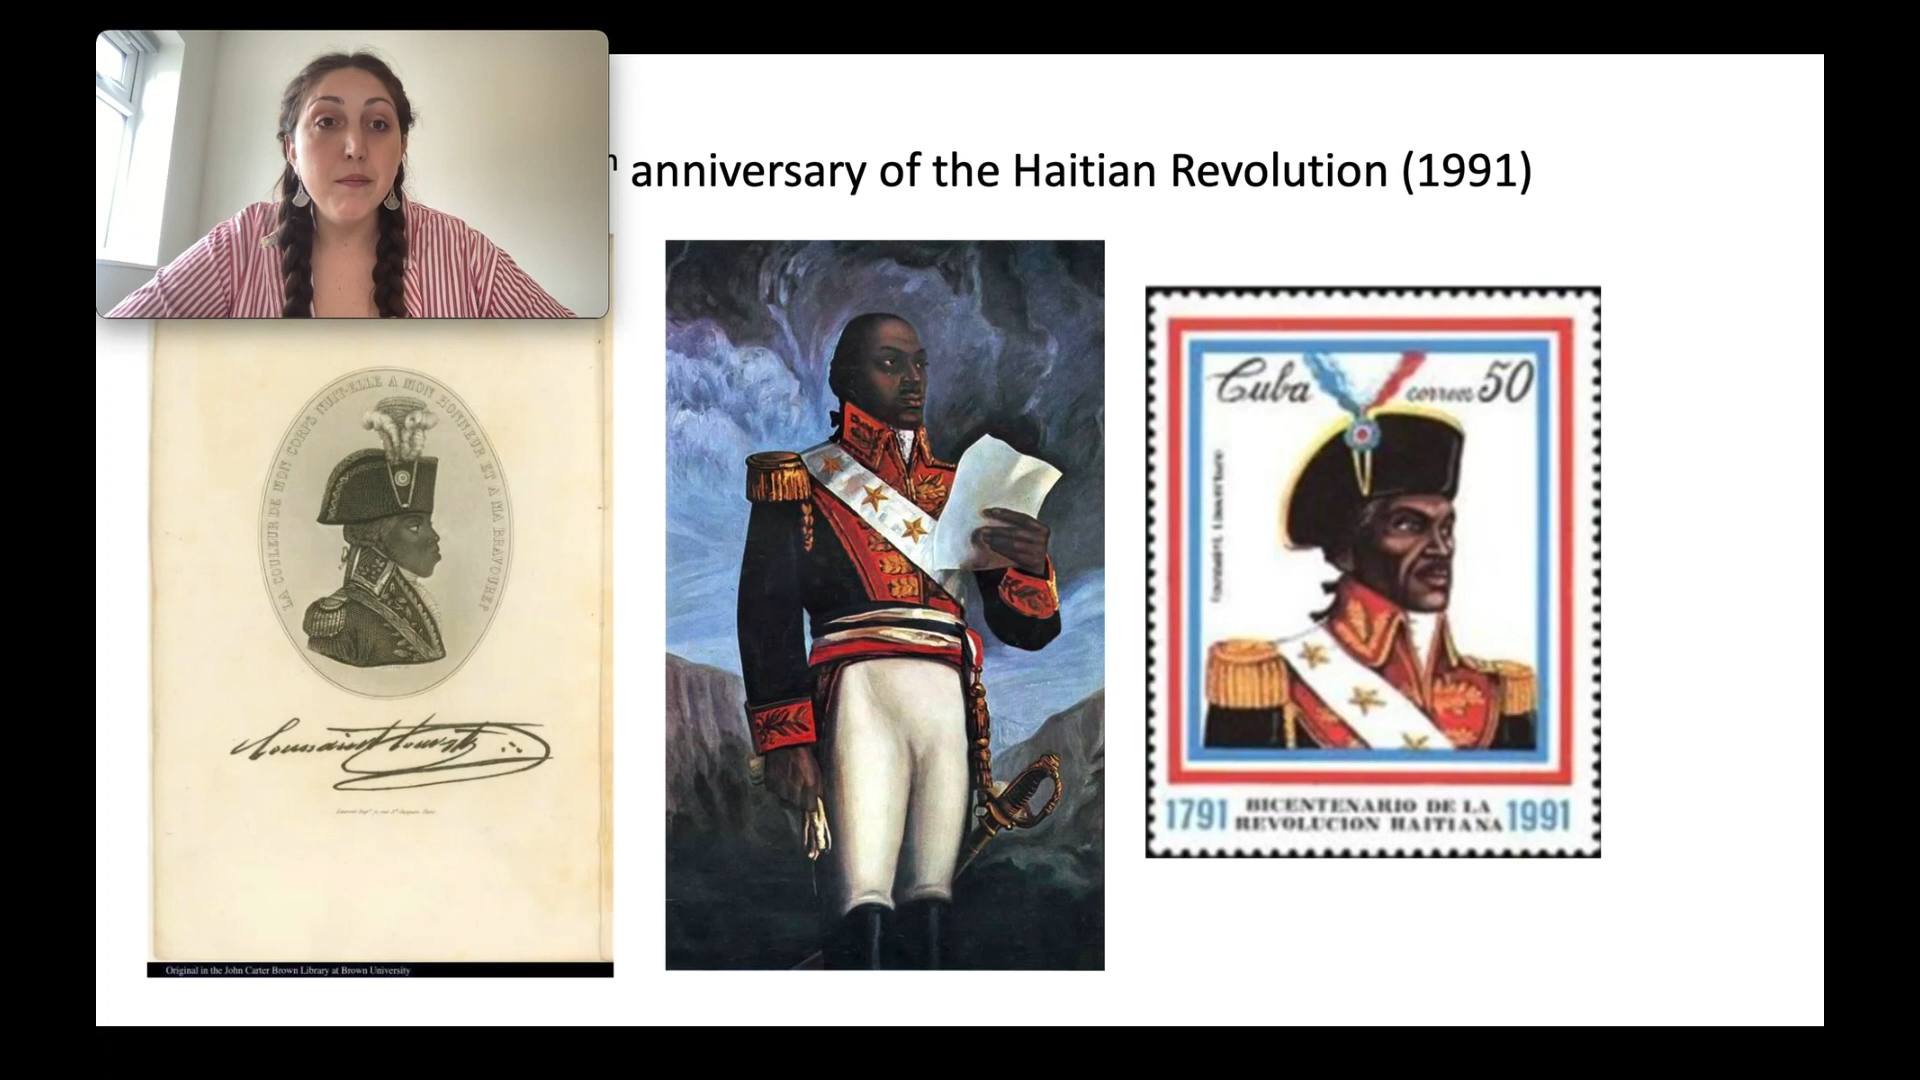 anniversary of the Haitian Revolution (1991)
LA COULEUR DE MON CORPS NUIT-ELLE A MON HONNEUR ET A MA BRAVOURE?
Original in the John Carter Brown Library at Brown University
Cuba correos 50
Toussaint Louverture
1791 BICENTENARIO DE LA 1991
REVOLUCION HAITIANA